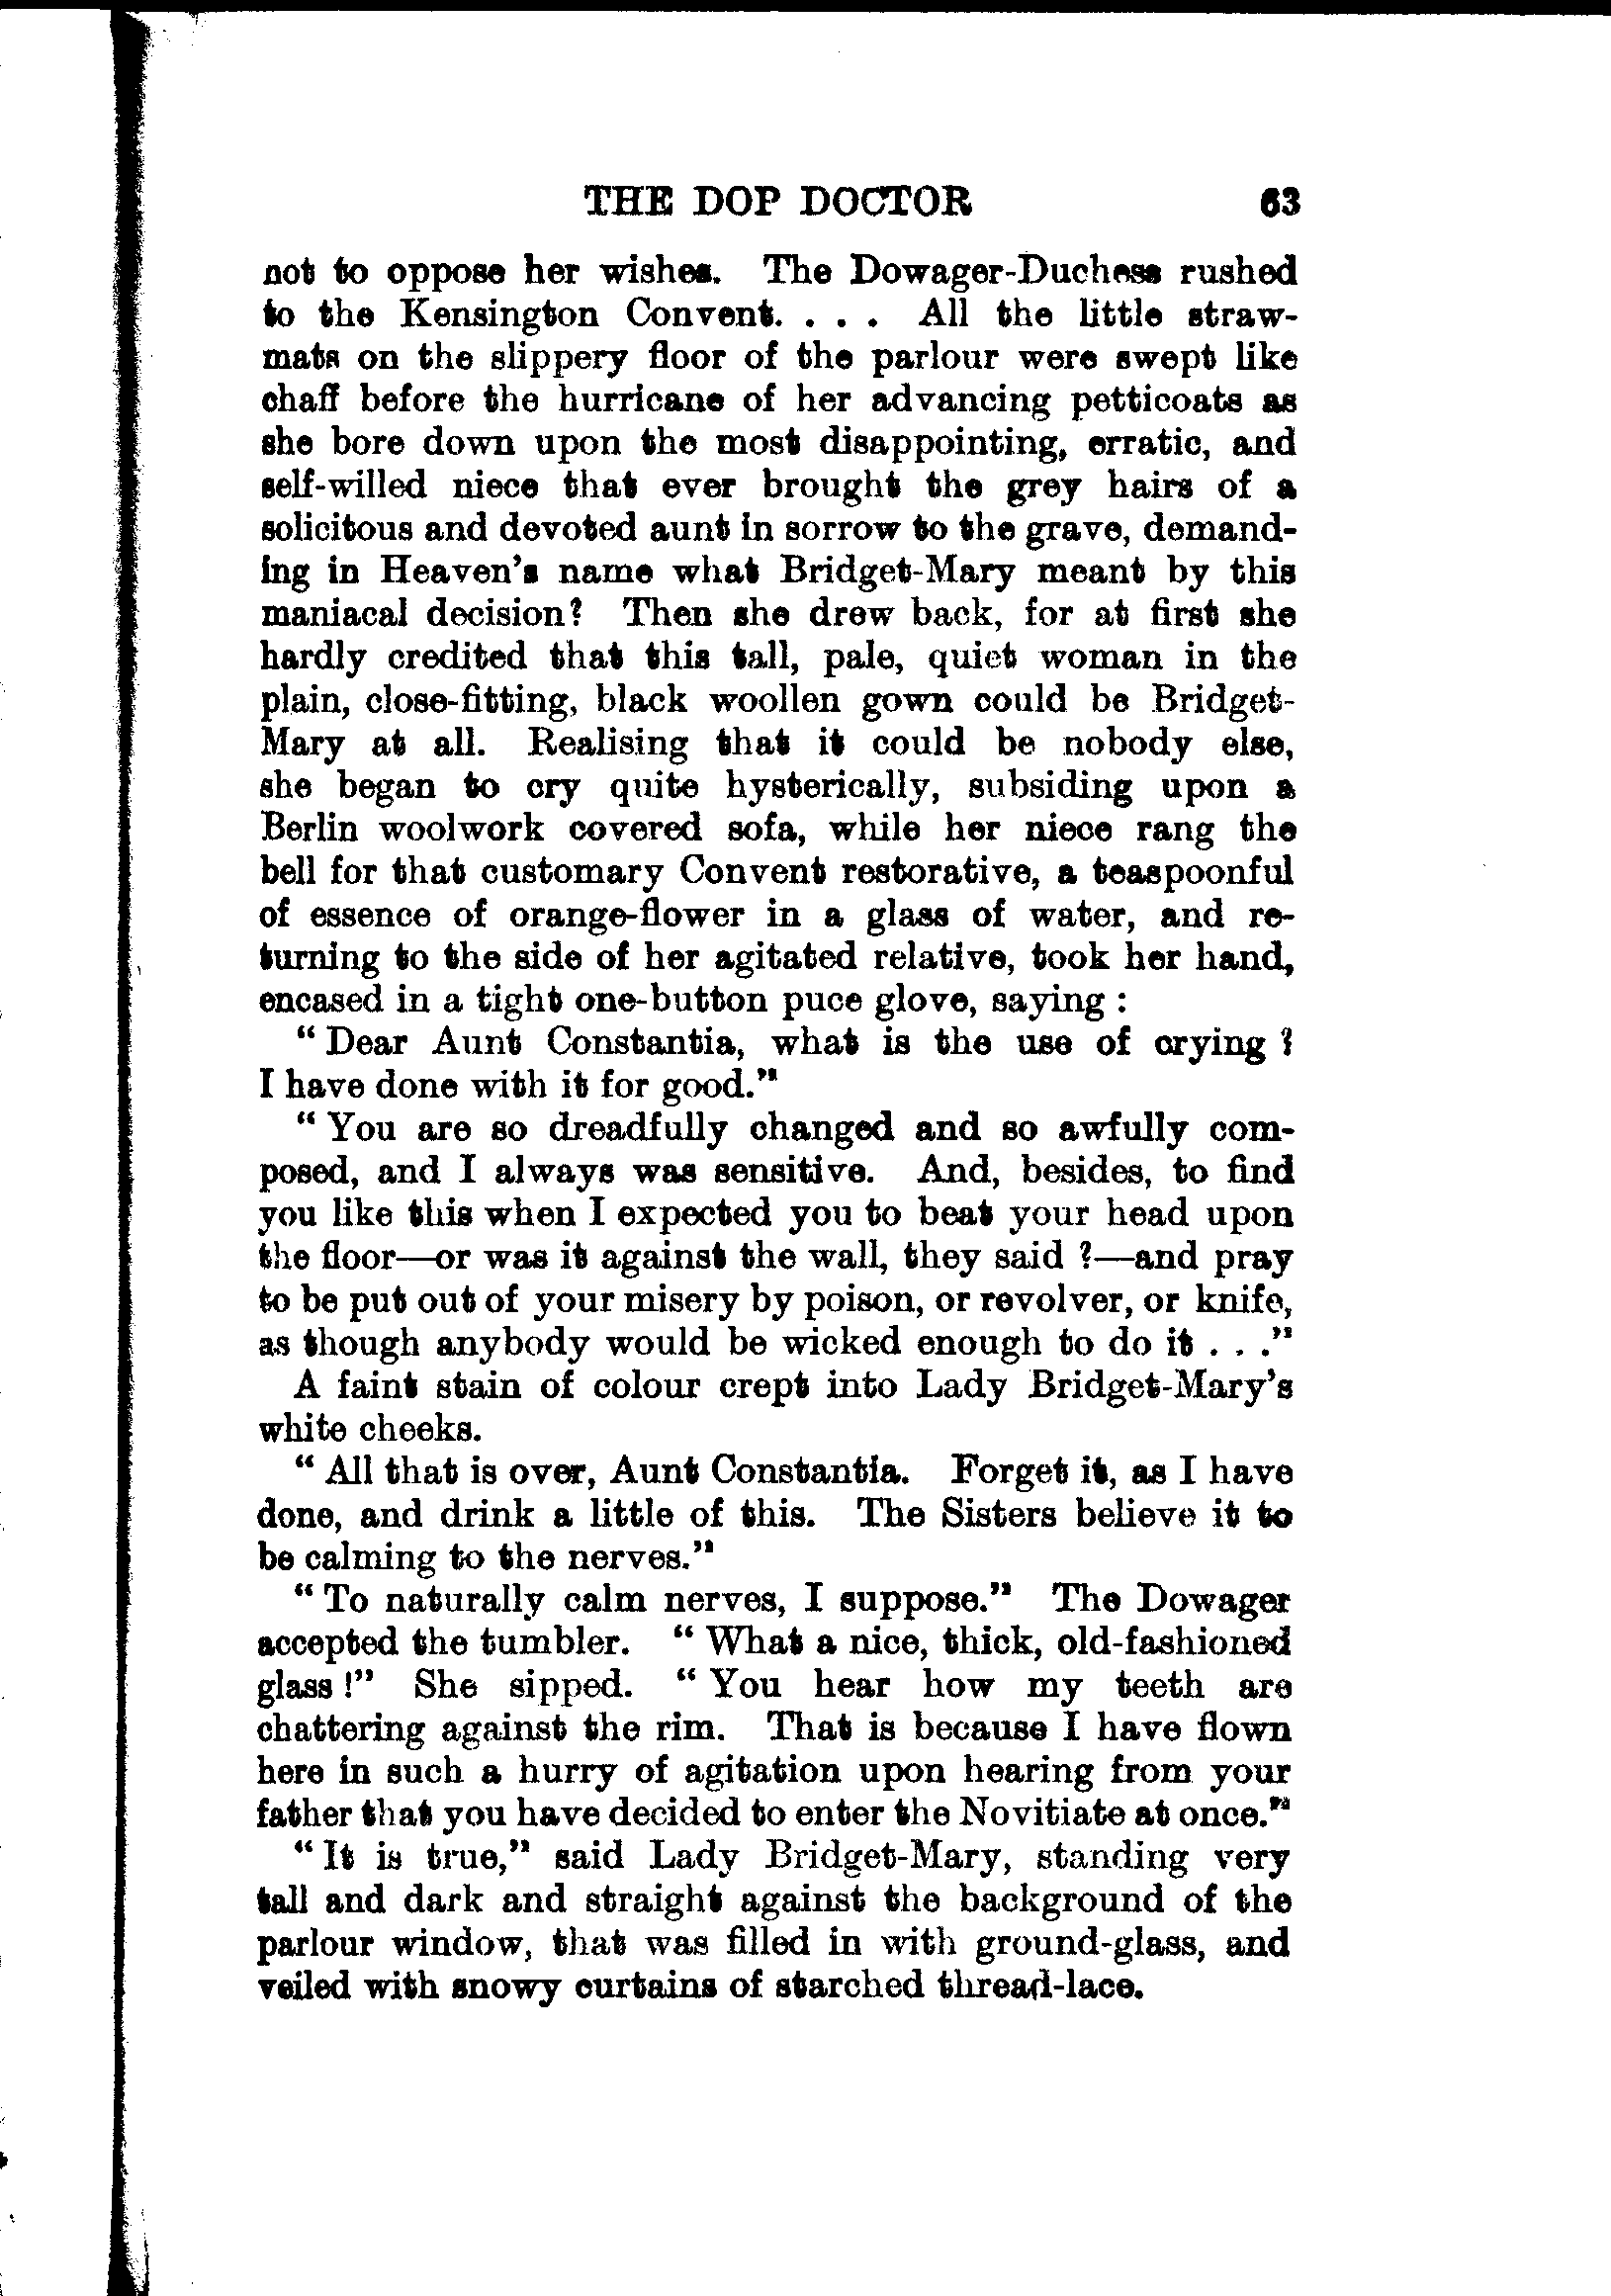 THE DOP DOCTOR 63
not to oppose her wishes. The Dowager-Duchess rushed
to the Kensington Convent. . . . All the little straw-
mats on the slippery floor of the parlour were swept like
chaff before the hurricane of her advancing petticoats as
she bore down upon the most disappointing, erratic, and
self-willed niece that ever brought the grey hairs of a
solicitous and devoted aunt in sorrow to the grave, demand-
ing in Heaven's name what Bridget-Mary meant by this
maniacal decision? Then she drew back, for at first she
hardly credited that this tall, pale, quiet woman in the
plain, close-fitting, black woollen gown could be Bridget-
Mary at all. Realising that it could be nobody else,
she began to cry quite hysterically, subsiding upon a
Berlin woolwork covered sofa, while her niece rang the
bell for that customary Convent restorative, a teaspoonful
of essence of orange-flower in a glass of water, and re-
turning to the side of her agitated relative, took her hand,
encased in a tight one-button puce glove, saying :
" Dear Aunt Constantia, what is the use of crying ?
I have done with it for good."
" You are so dreadfully changed and so awfully com-
posed, and I always was sensitive. And, besides, to find
you like this when I expected you to beat your head upon
the floor—or was it against the wall, they said ?—and pray
to be put out of your misery by poison, or revolver, or knife,
as though anybody would be wicked enough to do it . . ."
A faint stain of colour crept into Lady Bridget-Mary's
white cheeks.
" All that is over, Aunt Constantia. Forget it, as I have
done, and drink a little of this. The Sisters believe it to
be calming to the nerves."
" To naturally calm nerves, I suppose." The Dowager
accepted the tumbler. " What a nice, thick, old-fashioned
glass !" She sipped. " You hear how my teeth are
chattering against the rim. That is because I have flown
here in such a hurry of agitation upon hearing from your
father that you have decided to enter the Novitiate at once."
" It is true," said Lady Bridget-Mary, standing very
tall and dark and straight against the background of the
parlour window, that was filled in with ground-glass, and
veiled with snowy curtains of starched thread-lace.